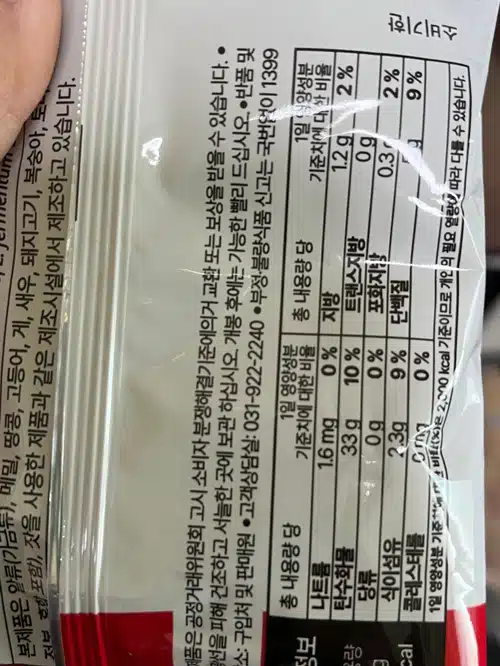 본제품은 알류(가금류), 메밀, 땅콩, 고등어, 게, 새우, 돼지고기, 복숭아,
잣을 사용한 제품과 같은 제조시설에서 제조하고 있습니다.
제품은 공정거래위원회 고시 소비자 분쟁해결기준에의거 교환 또는 보상을 받을 수 있습니다. •
피해 건조하고 서늘한 곳에 보관 하십시오. 개봉 후에는 가능한 빨리 드십시오. •반품 및
구입처 및 판매원 •고객상담실: 031-922-2240 •부정·불량식품 신고는 국번없이 1399
총 내용량 당 1일 영양성분 기준치에 대한 비율 총 내용량 당 1일 영양성분 기준치에 대한 비율
나트륨 1.6 mg 0 % 지방 1.2 g 2 %
탄수화물 33 g 10 % 트랜스지방 0 g
당류 0 g 0 % 포화지방 0.3 g 2 %
식이섬유 2.3g 9 % 단백질 9 %
콜레스테롤 0 mg 0 %
1일 영양성분 기준치에 대한 비율(%)은 2,000 kcal 기준이므로 개인의 필요 열량에 따라 다를 수 있습니다.
정보
cal
소비기한